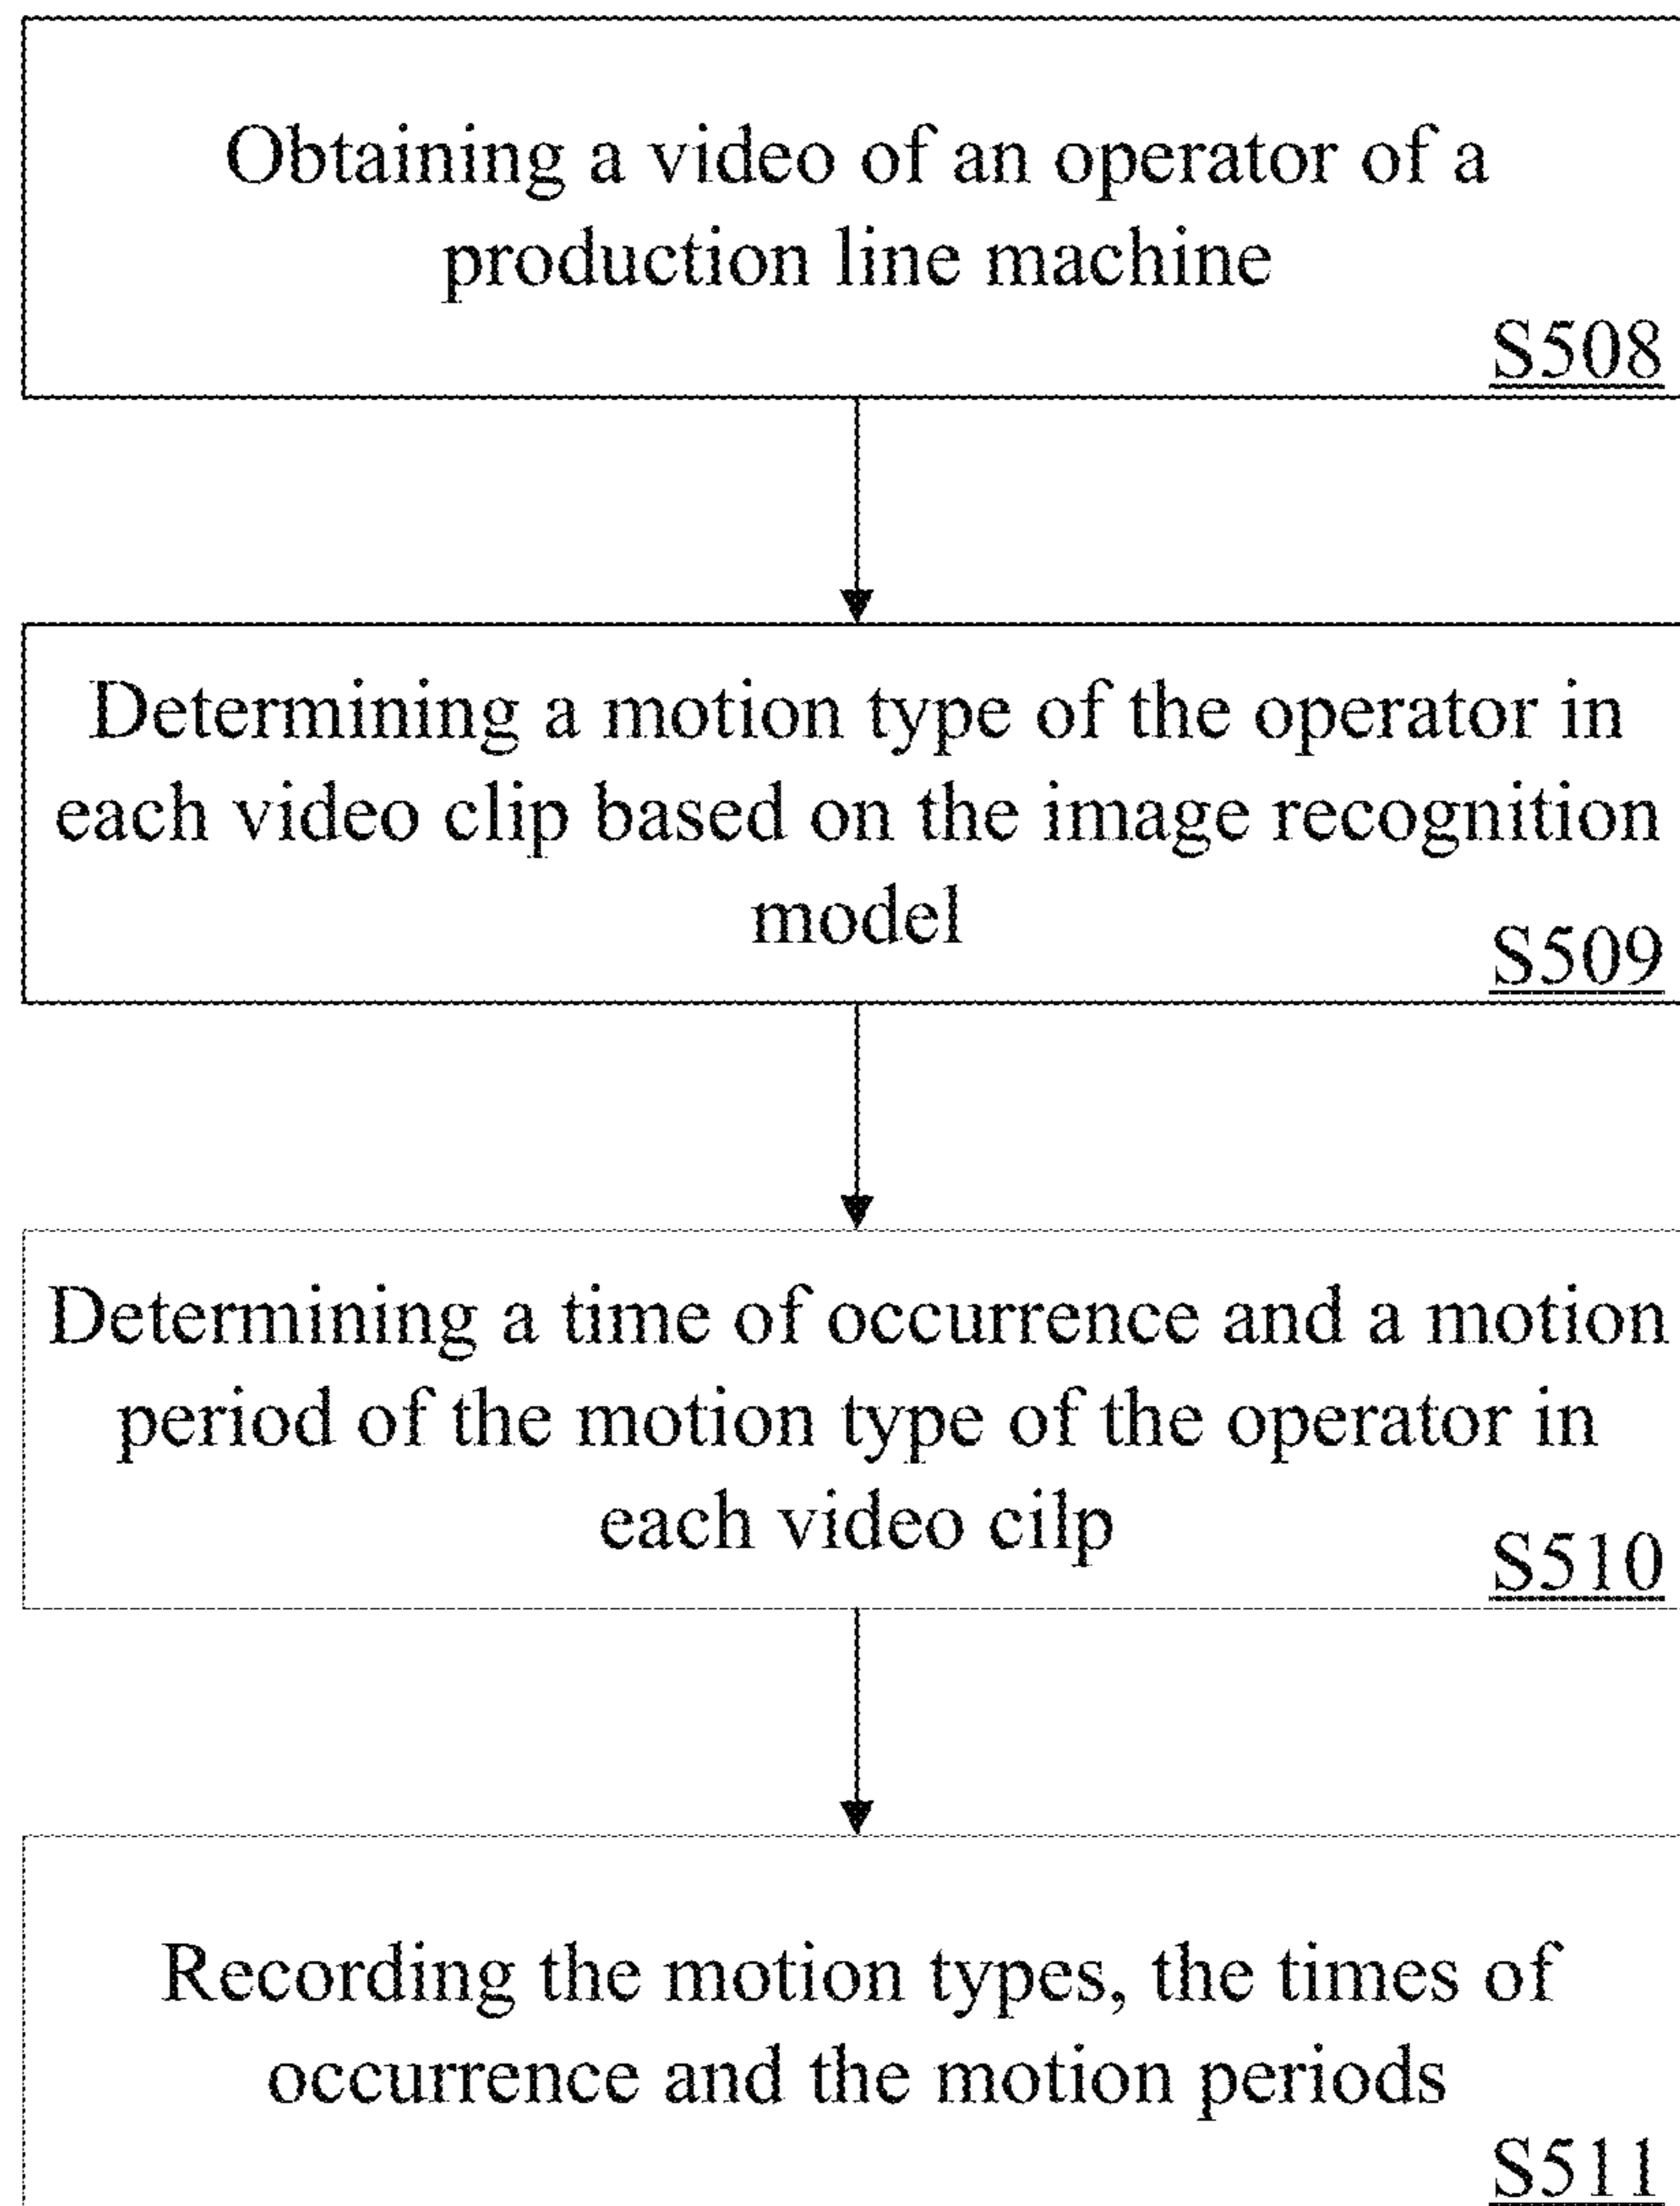 Obtaining a video of an operator of a
production line machine
S508
Determining a motion type of the operator in
each video clip based on the image recognition
model
S509
Determining a time of occurrence and a motion
period of the motion type of the operator in
each video cilp
S510
Recording the motion types, the times of
occurrence and the motion periods
S511